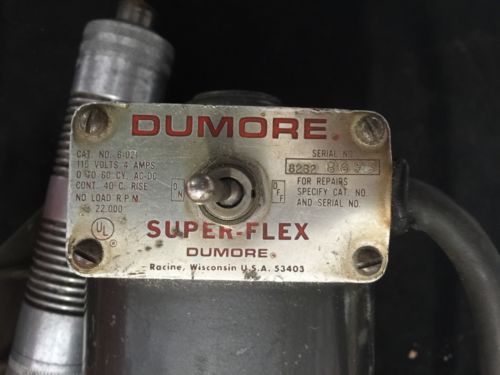 DUMORE.
CAT. NO. 6-021
115 VOLTS 4 AMPS
0 TO 60 CY. AC-DC
CONT. 40°C. RISE
NO LOAD R.P.M.
22,000
SERIAL NO.
8282
FOR REPAIRS
SPECIFY CAT. NO.
AND SERIAL NO.
ON
OFF
UL ®
SUPER-FLEX
DUMORE.
Racine, Wisconsin U.S.A. 53403